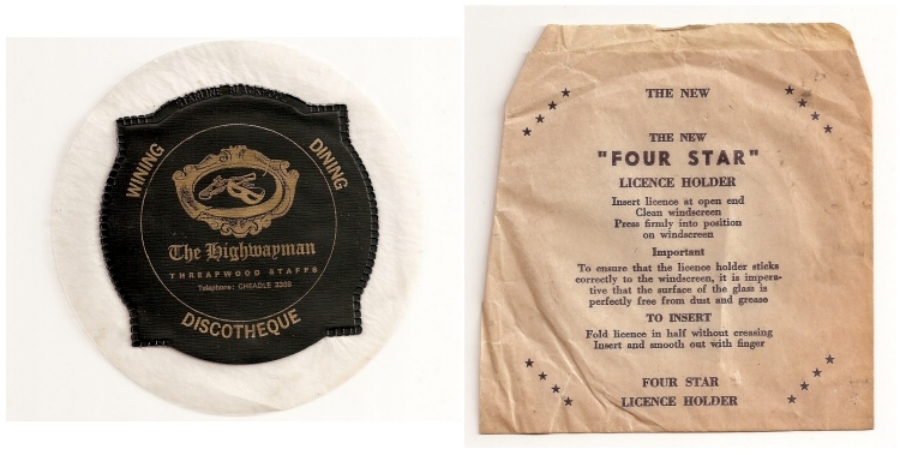 WINING
DINING
The Highwayman
THREAPWOOD STAFFS
Telephone: CHEADLE
DISCOTHEQUE
THE NEW
THE NEW
"FOUR STAR"
LICENCE HOLDER
Insert licence at open end
Clean windscreen
Press firmly into position
on windscreen
Important
To ensure that the licence holder sticks
correctly to the windscreen, it is impera-
tive that the surface of the glass is
perfectly free from dust and grease
TO INSERT
Fold licence in half without creasing
Insert and smooth out with finger
FOUR STAR
LICENCE HOLDER